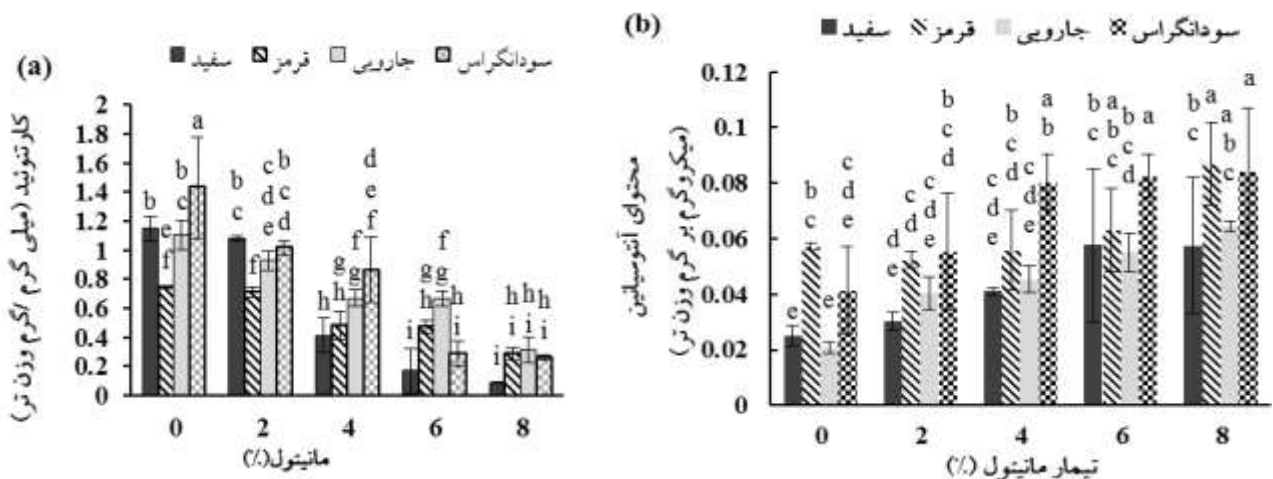 (a)
سفید قرمز جارویی سودانگراس
کارتنوئید (میلی گرم /گرم وزن تر)
2
1.8
1.6
1.4
1.2
1
0.8
0.6
0.4
0.2
0
b
e
f
b
c
a
b
c
f
c
d
e
b
c
d
h
g
h
f
g
d
e
f
i
g
h
f
g
h
i
i
h
i
h
i
h
i
0 2 4 6 8
مانیتول(٪)
(b)
سفید قرمز جارویی سودانگراس
محتوای آنتوسیانین
(میکروگرم بر گرم وزن تر)
0.12
0.1
0.08
0.06
0.04
0.02
0
e
b
c
e
c
d
e
d
e
b
c
d
c
d
e
b
c
d
c
d
e
b
c
d
c
d
e
a
b
b
c
a
b
c
b
c
d
a
b
c
a
a
b
c
a
0 2 4 6 8
تیمار مانیتول (٪)